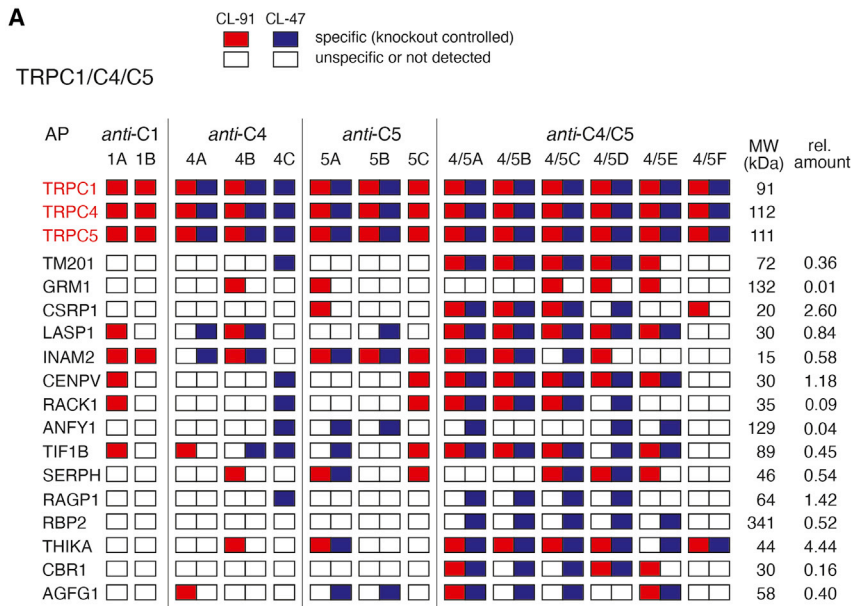 A
CL-91 CL-47
specific (knockout controlled)
unspecific or not detected
TRPC1/C4/C5
AP anti-C1 anti-C4 anti-C5 anti-C4/C5 MW (kDa) rel. amount
1A 1B 4A 4B 4C 5A 5B 5C 4/5A 4/5B 4/5C 4/5D 4/5E 4/5F
TRPC1 91
TRPC4 112
TRPC5 111
TM201 72 0.36
GRM1 132 0.01
CSRP1 20 2.60
LASP1 30 0.84
INAM2 15 0.58
CENPV 30 1.18
RACK1 35 0.09
ANFY1 129 0.04
TIF1B 89 0.45
SERPH 46 0.54
RAGP1 64 1.42
RBP2 341 0.52
THIKA 44 4.44
CBR1 30 0.16
AGFG1 58 0.40